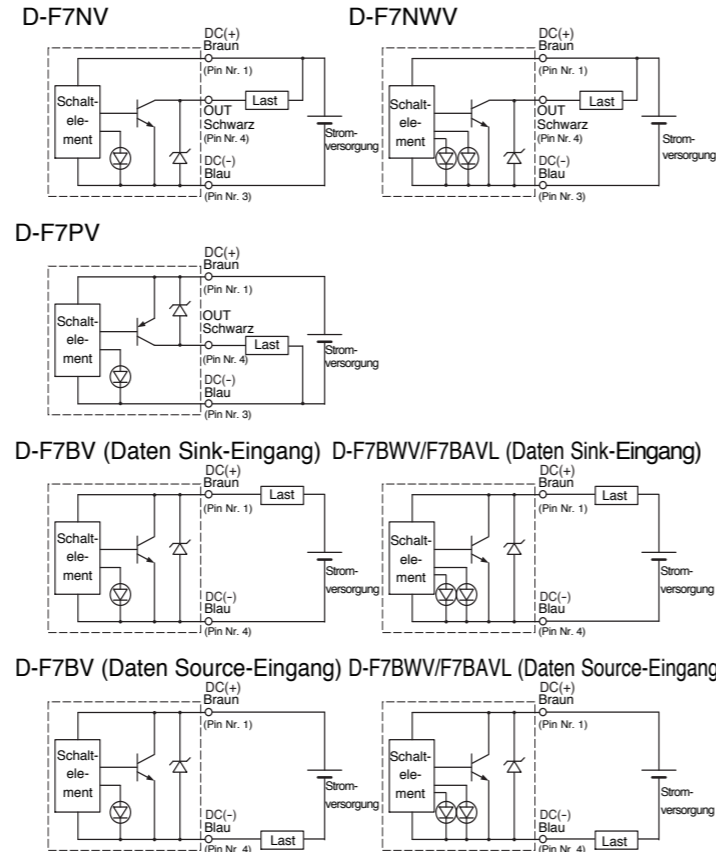 D-F7NV
DC(+)
Braun
(Pin Nr. 1)
Schalt-
ele-
ment
OUT
Schwarz
(Pin Nr. 4)
Last
Strom-
versorgung
DC(-)
Blau
(Pin Nr. 3)
D-F7NWV
DC(+)
Braun
(Pin Nr. 1)
Schalt-
ele-
ment
OUT
Schwarz
(Pin Nr. 4)
Last
Strom-
versorgung
DC(-)
Blau
(Pin Nr. 3)
D-F7PV
DC(+)
Braun
(Pin Nr. 1)
Schalt-
ele-
ment
OUT
Schwarz
(Pin Nr. 4)
Last
Strom-
versorgung
DC(-)
Blau
(Pin Nr. 3)
D-F7BV (Daten Sink-Eingang)
DC(+)
Braun
(Pin Nr. 1)
Last
Schalt-
ele-
ment
Strom-
versorgung
DC(-)
Blau
(Pin Nr. 4)
D-F7BWV/F7BAVL (Daten Sink-Eingang)
DC(+)
Braun
(Pin Nr. 1)
Last
Schalt-
ele-
ment
Strom-
versorgung
DC(-)
Blau
(Pin Nr. 4)
D-F7BV (Daten Source-Eingang)
DC(+)
Braun
(Pin Nr. 1)
Schalt-
ele-
ment
Strom-
versorgung
DC(-)
Blau
(Pin Nr. 4)
Last
D-F7BWV/F7BAVL (Daten Source-Eingang
DC(+)
Braun
(Pin Nr. 1)
Schalt-
ele-
ment
Strom-
versorgung
DC(-)
Blau
(Pin Nr. 4)
Last